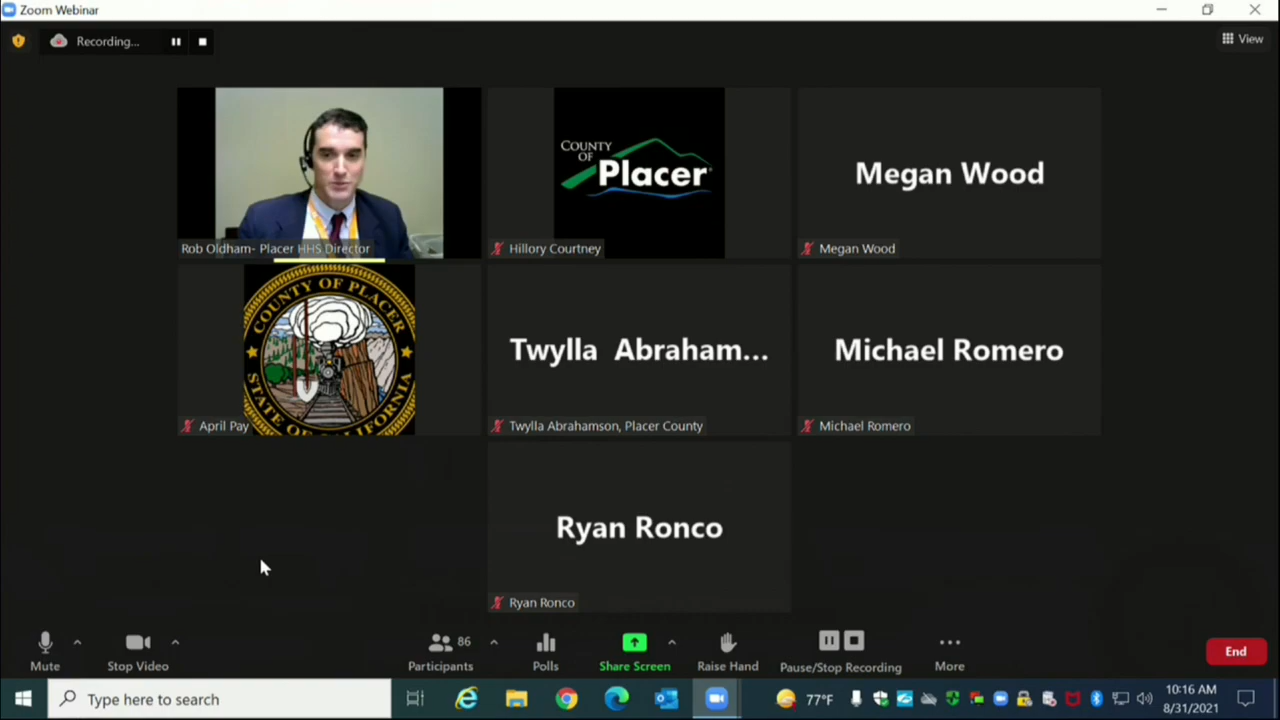 Zoom Webinar
Recording...
View
COUNTY
OF
Placer
Megan Wood
Rob Oldham- Placer HHS Director
Hillory Courtney
Megan Wood
COUNTY OF PLACER
STATE OF CALIFORNIA
Twylla Abraham...
Michael Romero
April Pay
Twylla Abrahamson, Placer County
Michael Romero
Ryan Ronco
Ryan Ronco
86
Mute
Stop Video
Participants
Polls
Share Screen
Raise Hand
Pause/Stop Recording
More
End
Type here to search
77°F
10:16 AM
8/31/2021